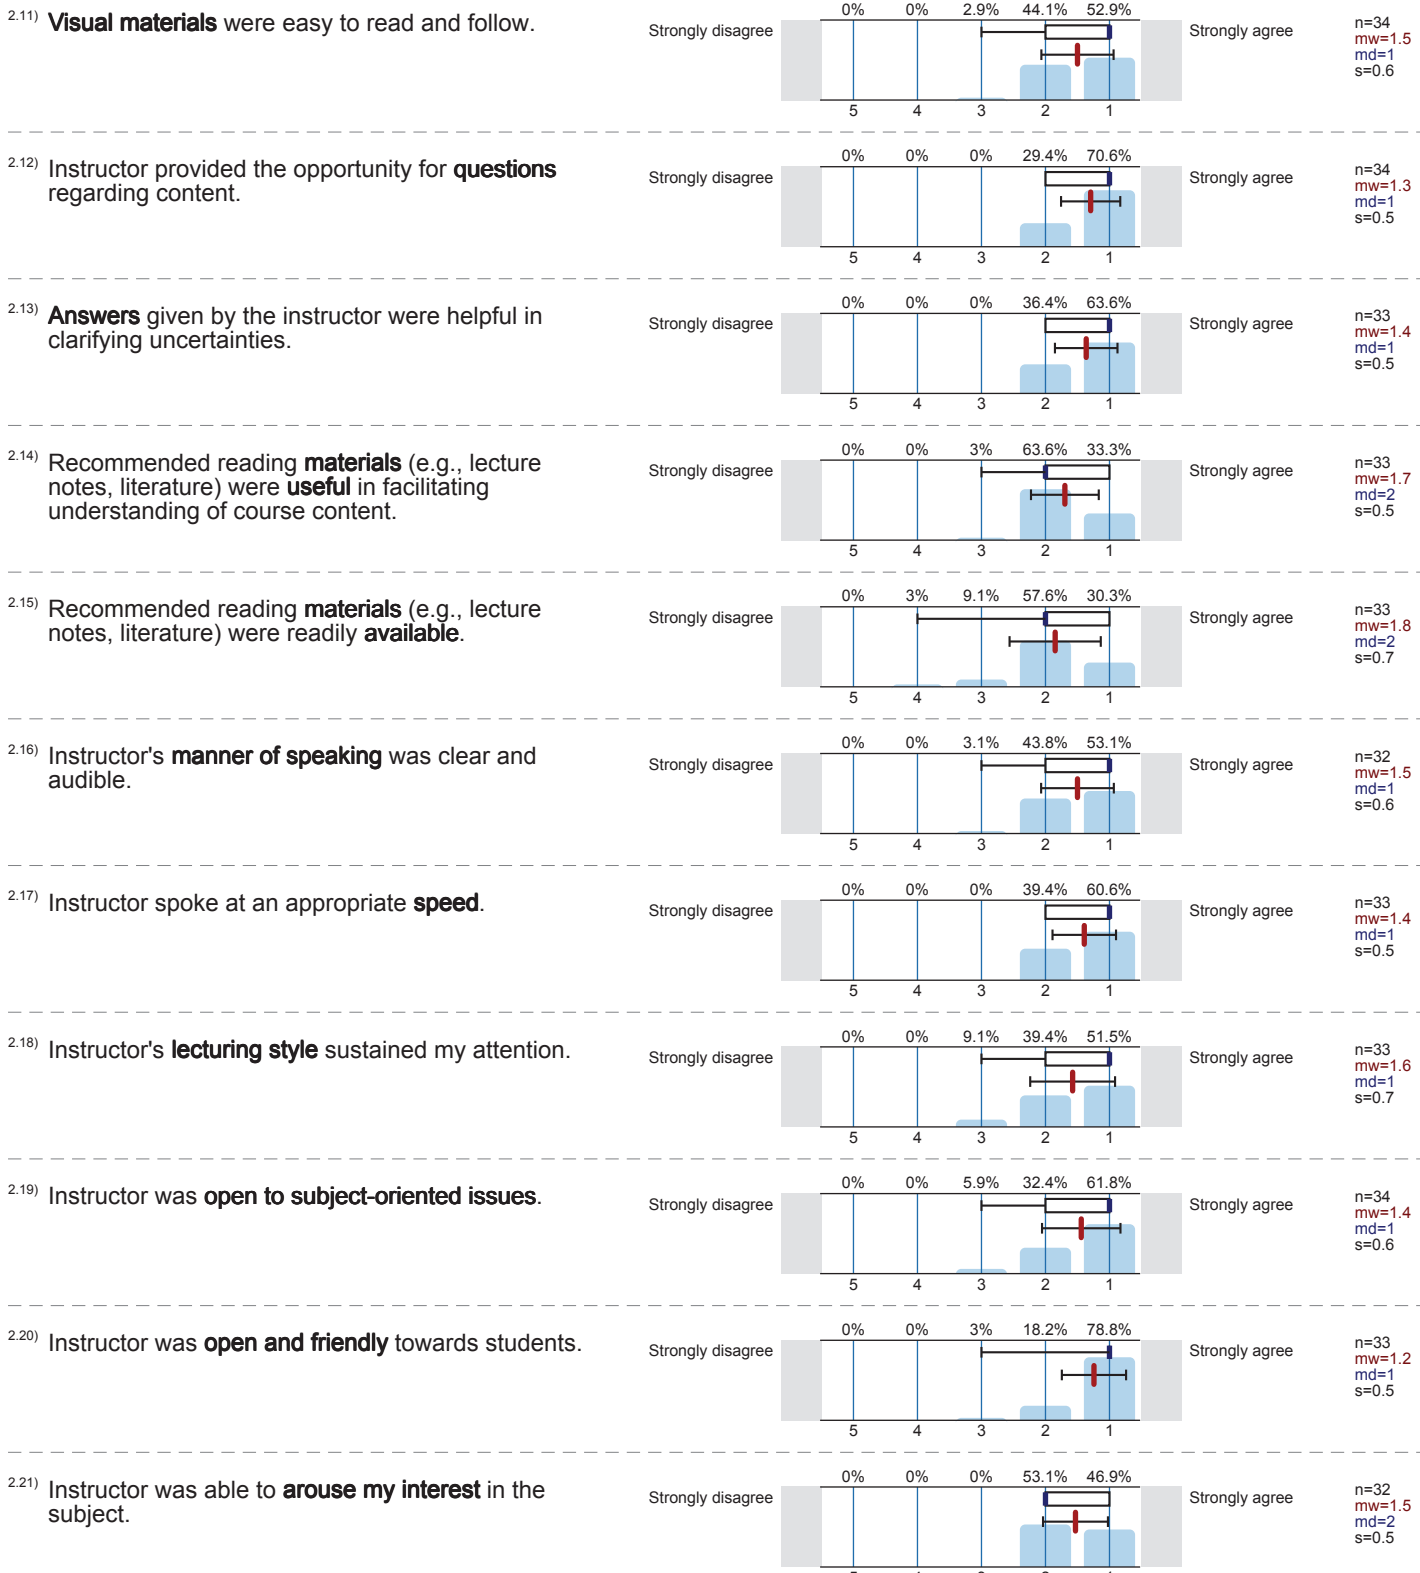 2.11) Visual materials were easy to read and follow.
Strongly disagree
0% 0% 2.9% 44.1% 52.9%
5 4 3 2 1
Strongly agree
n=34
mw=1.5
md=1
s=0.6
2.12) Instructor provided the opportunity for questions
regarding content.
Strongly disagree
0% 0% 0% 29.4% 70.6%
5 4 3 2 1
Strongly agree
n=34
mw=1.3
md=1
s=0.5
2.13) Answers given by the instructor were helpful in
clarifying uncertainties.
Strongly disagree
0% 0% 0% 36.4% 63.6%
5 4 3 2 1
Strongly agree
n=33
mw=1.4
md=1
s=0.5
2.14) Recommended reading materials (e.g., lecture
notes, literature) were useful in facilitating
understanding of course content.
Strongly disagree
0% 0% 3% 63.6% 33.3%
5 4 3 2 1
Strongly agree
n=33
mw=1.7
md=2
s=0.5
2.15) Recommended reading materials (e.g., lecture
notes, literature) were readily available.
Strongly disagree
0% 3% 9.1% 57.6% 30.3%
5 4 3 2 1
Strongly agree
n=33
mw=1.8
md=2
s=0.7
2.16) Instructor's manner of speaking was clear and
audible.
Strongly disagree
0% 0% 3.1% 43.8% 53.1%
5 4 3 2 1
Strongly agree
n=32
mw=1.5
md=1
s=0.6
2.17) Instructor spoke at an appropriate speed.
Strongly disagree
0% 0% 0% 39.4% 60.6%
5 4 3 2 1
Strongly agree
n=33
mw=1.4
md=1
s=0.5
2.18) Instructor's lecturing style sustained my attention.
Strongly disagree
0% 0% 9.1% 39.4% 51.5%
5 4 3 2 1
Strongly agree
n=33
mw=1.6
md=1
s=0.7
2.19) Instructor was open to subject-oriented issues.
Strongly disagree
0% 0% 5.9% 32.4% 61.8%
5 4 3 2 1
Strongly agree
n=34
mw=1.4
md=1
s=0.6
2.20) Instructor was open and friendly towards students.
Strongly disagree
0% 0% 3% 18.2% 78.8%
5 4 3 2 1
Strongly agree
n=33
mw=1.2
md=1
s=0.5
2.21) Instructor was able to arouse my interest in the
subject.
Strongly disagree
0% 0% 0% 53.1% 46.9%
Strongly agree
n=32
mw=1.5
md=2
s=0.5